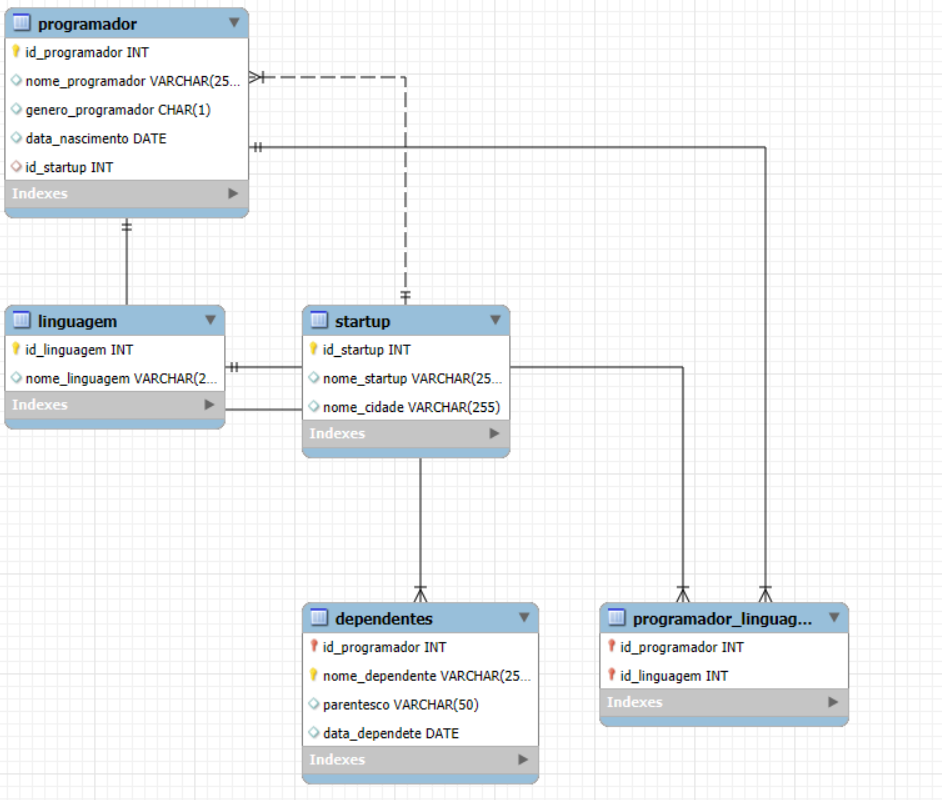 programador
id_programador INT
nome_programador VARCHAR(25...
genero_programador CHAR(1)
data_nascimento DATE
id_startup INT
Indexes
linguagem
id_linguagem INT
nome_linguagem VARCHAR(2...
Indexes
startup
id_startup INT
nome_startup VARCHAR(25...
nome_cidade VARCHAR(255)
Indexes
dependentes
id_programador INT
nome_dependente VARCHAR(25...
parentesco VARCHAR(50)
data_dependete DATE
Indexes
programador_linguag...
id_programador INT
id_linguagem INT
Indexes